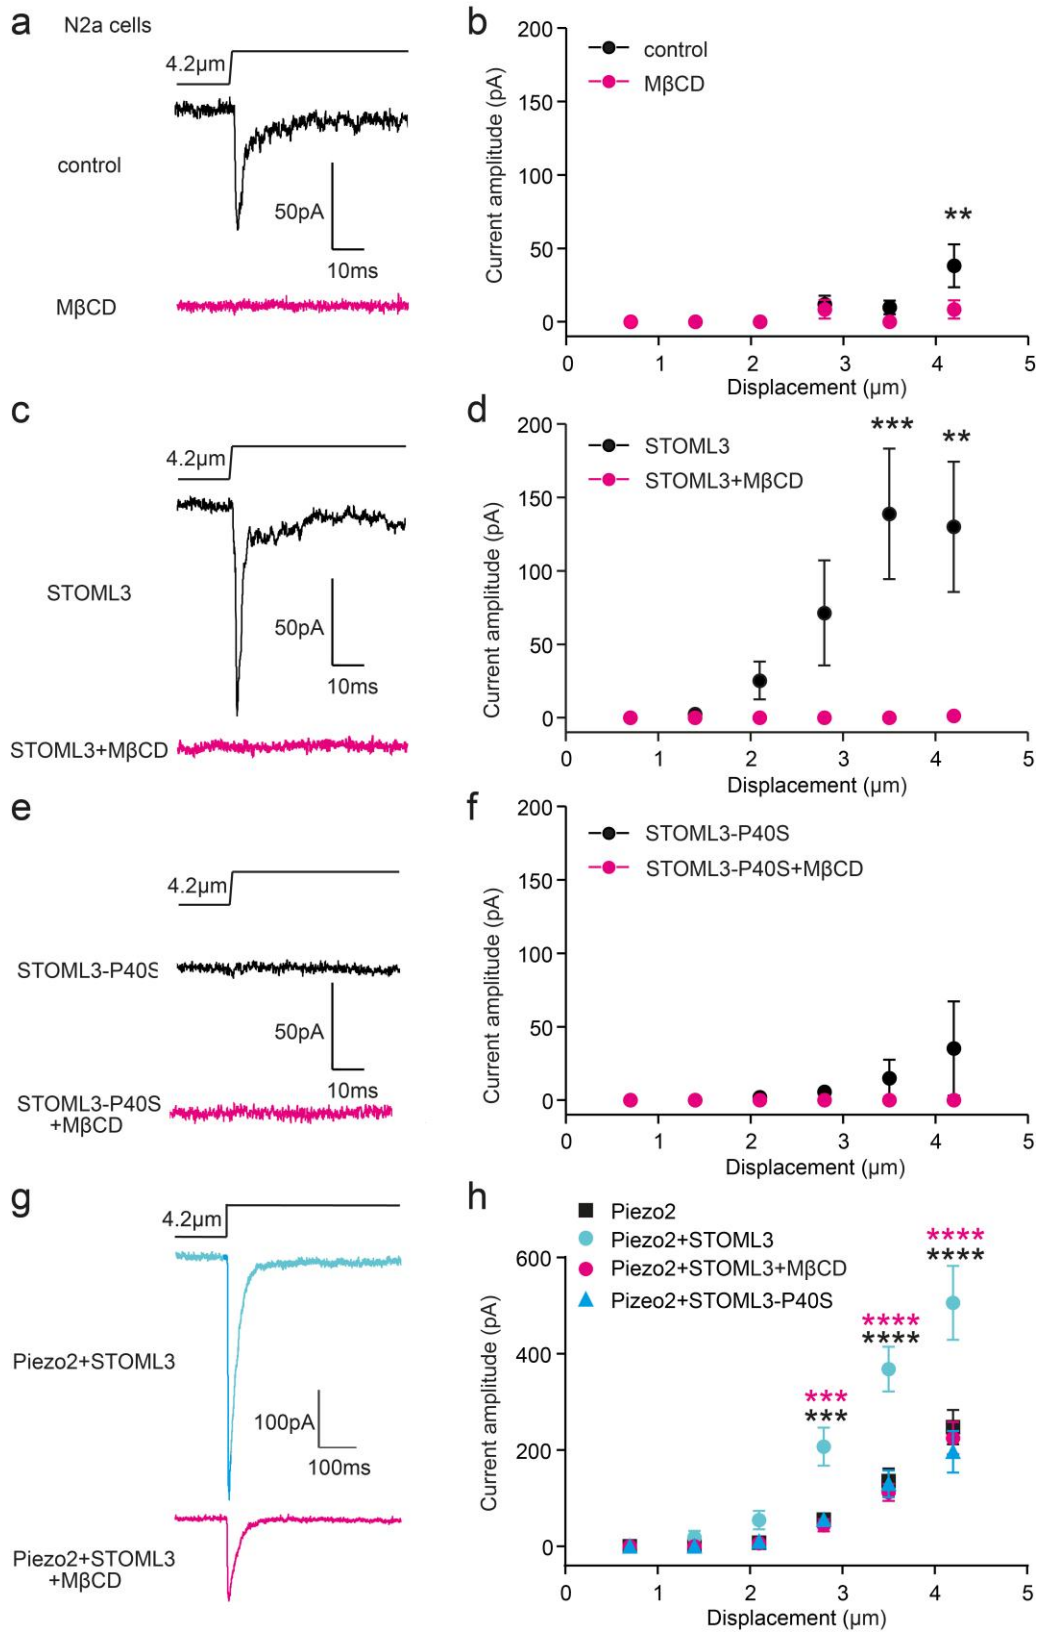 a
N2a cells
4.2µm
control
50pA
10ms
MβCD
b
200
150
100
50
0
Current amplitude (pA)
control
MβCD
**
0 1 2 3 4 5
Displacement (µm)
c
4.2µm
STOML3
50pA
10ms
STOML3+MβCD
d
200
150
100
50
0
Current amplitude (pA)
STOML3
STOML3+MβCD
***
**
0 1 2 3 4 5
Displacement (µm)
e
4.2µm
STOML3-P40S
50pA
10ms
STOML3-P40S
+MβCD
f
200
150
100
50
0
Current amplitude (pA)
STOML3-P40S
STOML3-P40S+MβCD
0 1 2 3 4 5
Displacement (µm)
g
4.2µm
Piezo2+STOML3
100pA
100ms
Piezo2+STOML3
+MβCD
h
Piezo2
Piezo2+STOML3
Piezo2+STOML3+MβCD
Pizeo2+STOML3-P40S
600
400
200
0
Current amplitude (pA)
***
***
****
****
****
****
0 1 2 3 4 5
Displacement (µm)